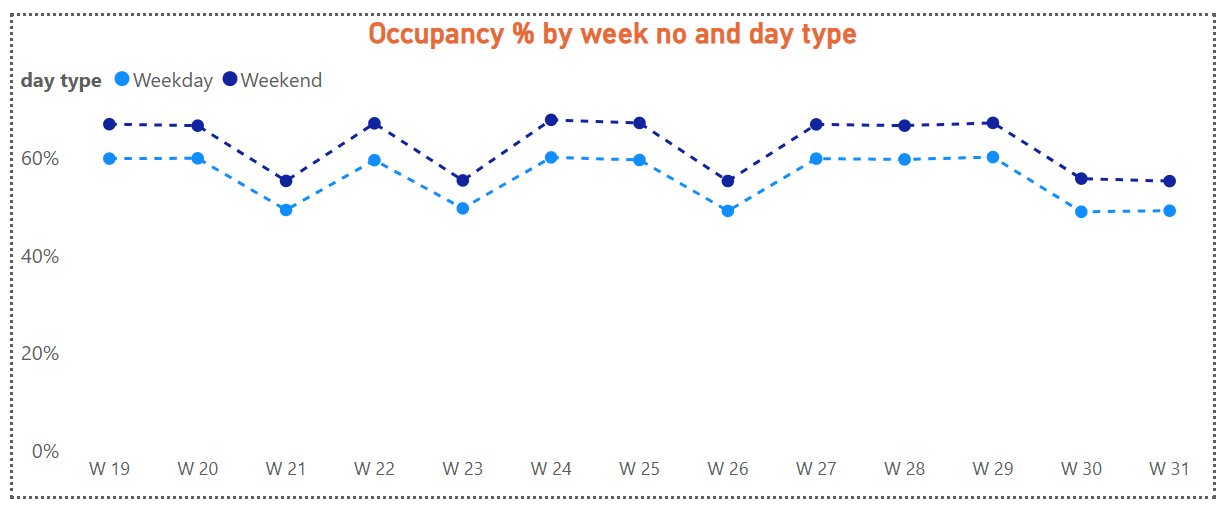 Occupancy % by week no and day type
day type Weekday Weekend
60%
40%
20%
0%
W 19 W 20 W 21 W 22 W 23 W 24 W 25 W 26 W 27 W 28 W 29 W 30 W 31